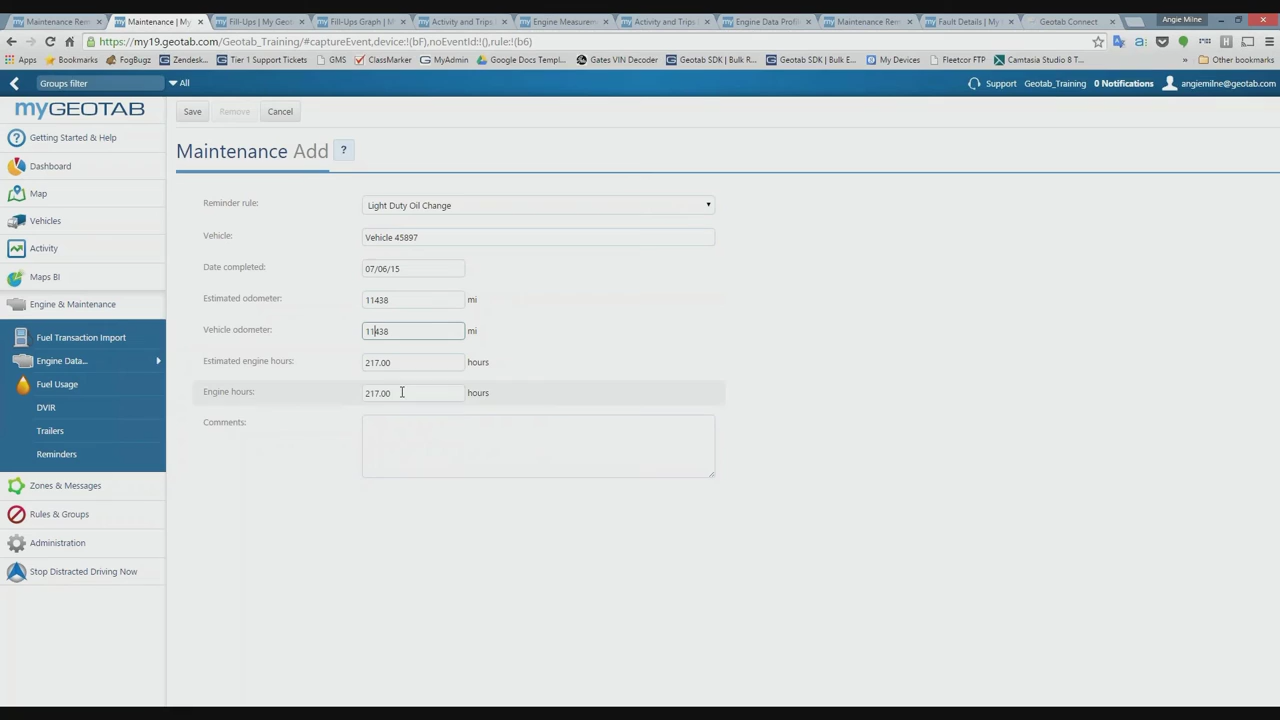 Maintenance Rem
Maintenance | My
Fill-Ups | My Geota
Fill-Ups Graph | My
Activity and Trips |
Engine Measurem
Activity and Trips |
Engine Data Profil
Maintenance Rem
Fault Details | My
Geotab Connect
Angie Milne
https://my19.geotab.com/Geotab_Training/#captureEvent,device:!(bF),noEventId:!(),rule:!(b6)
Apps
Bookmarks
FogBugz
Zendesk...
Tier 1 Support Tickets
GMS
ClassMarker
MyAdmin
Google Docs Templ...
Gates VIN Decoder
Geotab SDK | Bulk R...
Geotab SDK | Bulk E...
My Devices
Fleetcor FTP
Camtasia Studio 8 T...
Other bookmarks
Groups filter
All
Support
Geotab_Training
0 Notifications
angiemilne@geotab.com
myGEOTAB
Save
Remove
Cancel
Getting Started & Help
Maintenance Add ?
Dashboard
Map
Vehicles
Activity
Maps BI
Engine & Maintenance
Fuel Transaction Import
Engine Data...
Fuel Usage
DVIR
Trailers
Reminders
Zones & Messages
Rules & Groups
Administration
Stop Distracted Driving Now
Reminder rule: Light Duty Oil Change
Vehicle: Vehicle 45897
Date completed: 07/06/15
Estimated odometer: 11438 mi
Vehicle odometer: 11438 mi
Estimated engine hours: 217.00 hours
Engine hours: 217.00 hours
Comments: